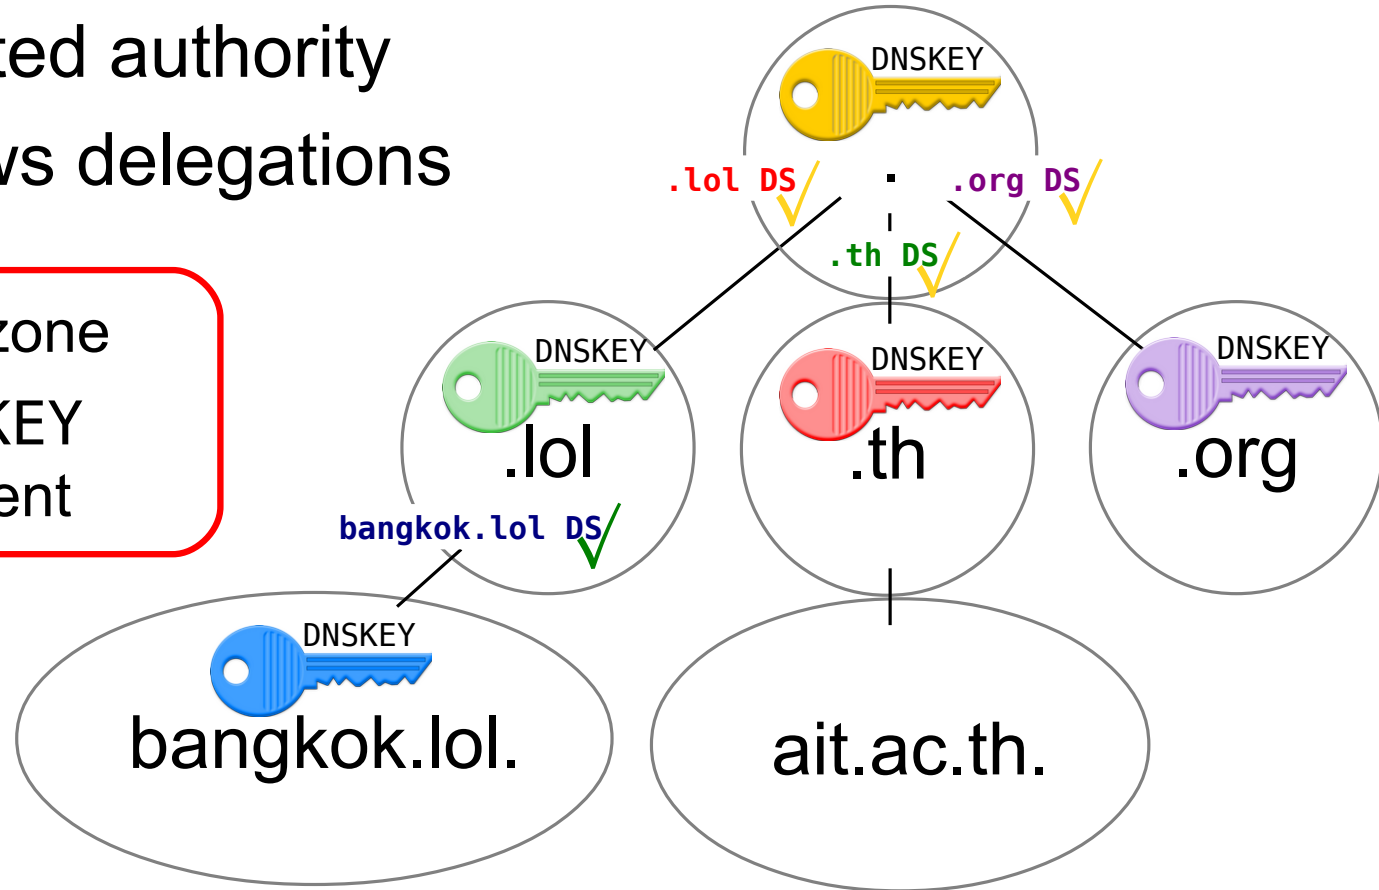 ted authority
ws delegations
zone
KEY
ent
DNSKEY
.lol DS
.
.org DS
.th DS
DNSKEY
.lol
bangkok.lol DS
DNSKEY
.th
DNSKEY
.org
DNSKEY
bangkok.lol.
ait.ac.th.